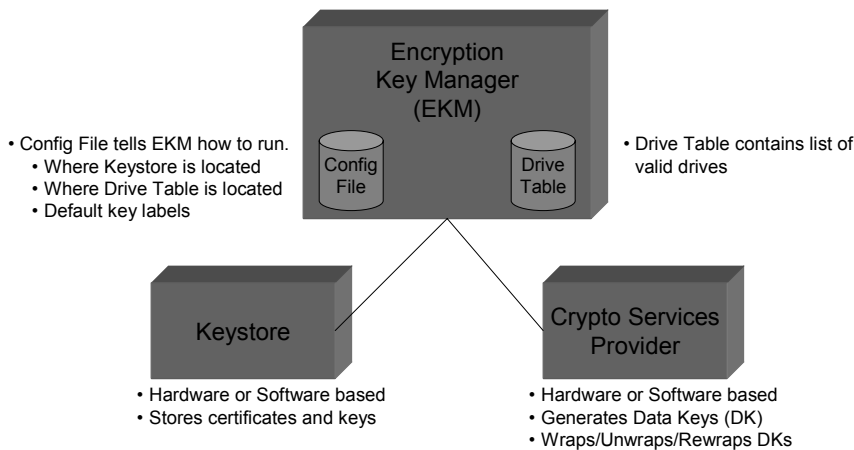 Encryption
Key Manager
(EKM)
• Config File tells EKM how to run.
• Where Keystore is located
• Where Drive Table is located
• Default key labels
Config
File
Drive
Table
• Drive Table contains list of
valid drives
Keystore
• Hardware or Software based
• Stores certificates and keys
Crypto Services
Provider
• Hardware or Software based
• Generates Data Keys (DK)
• Wraps/Unwraps/Rewraps DKs